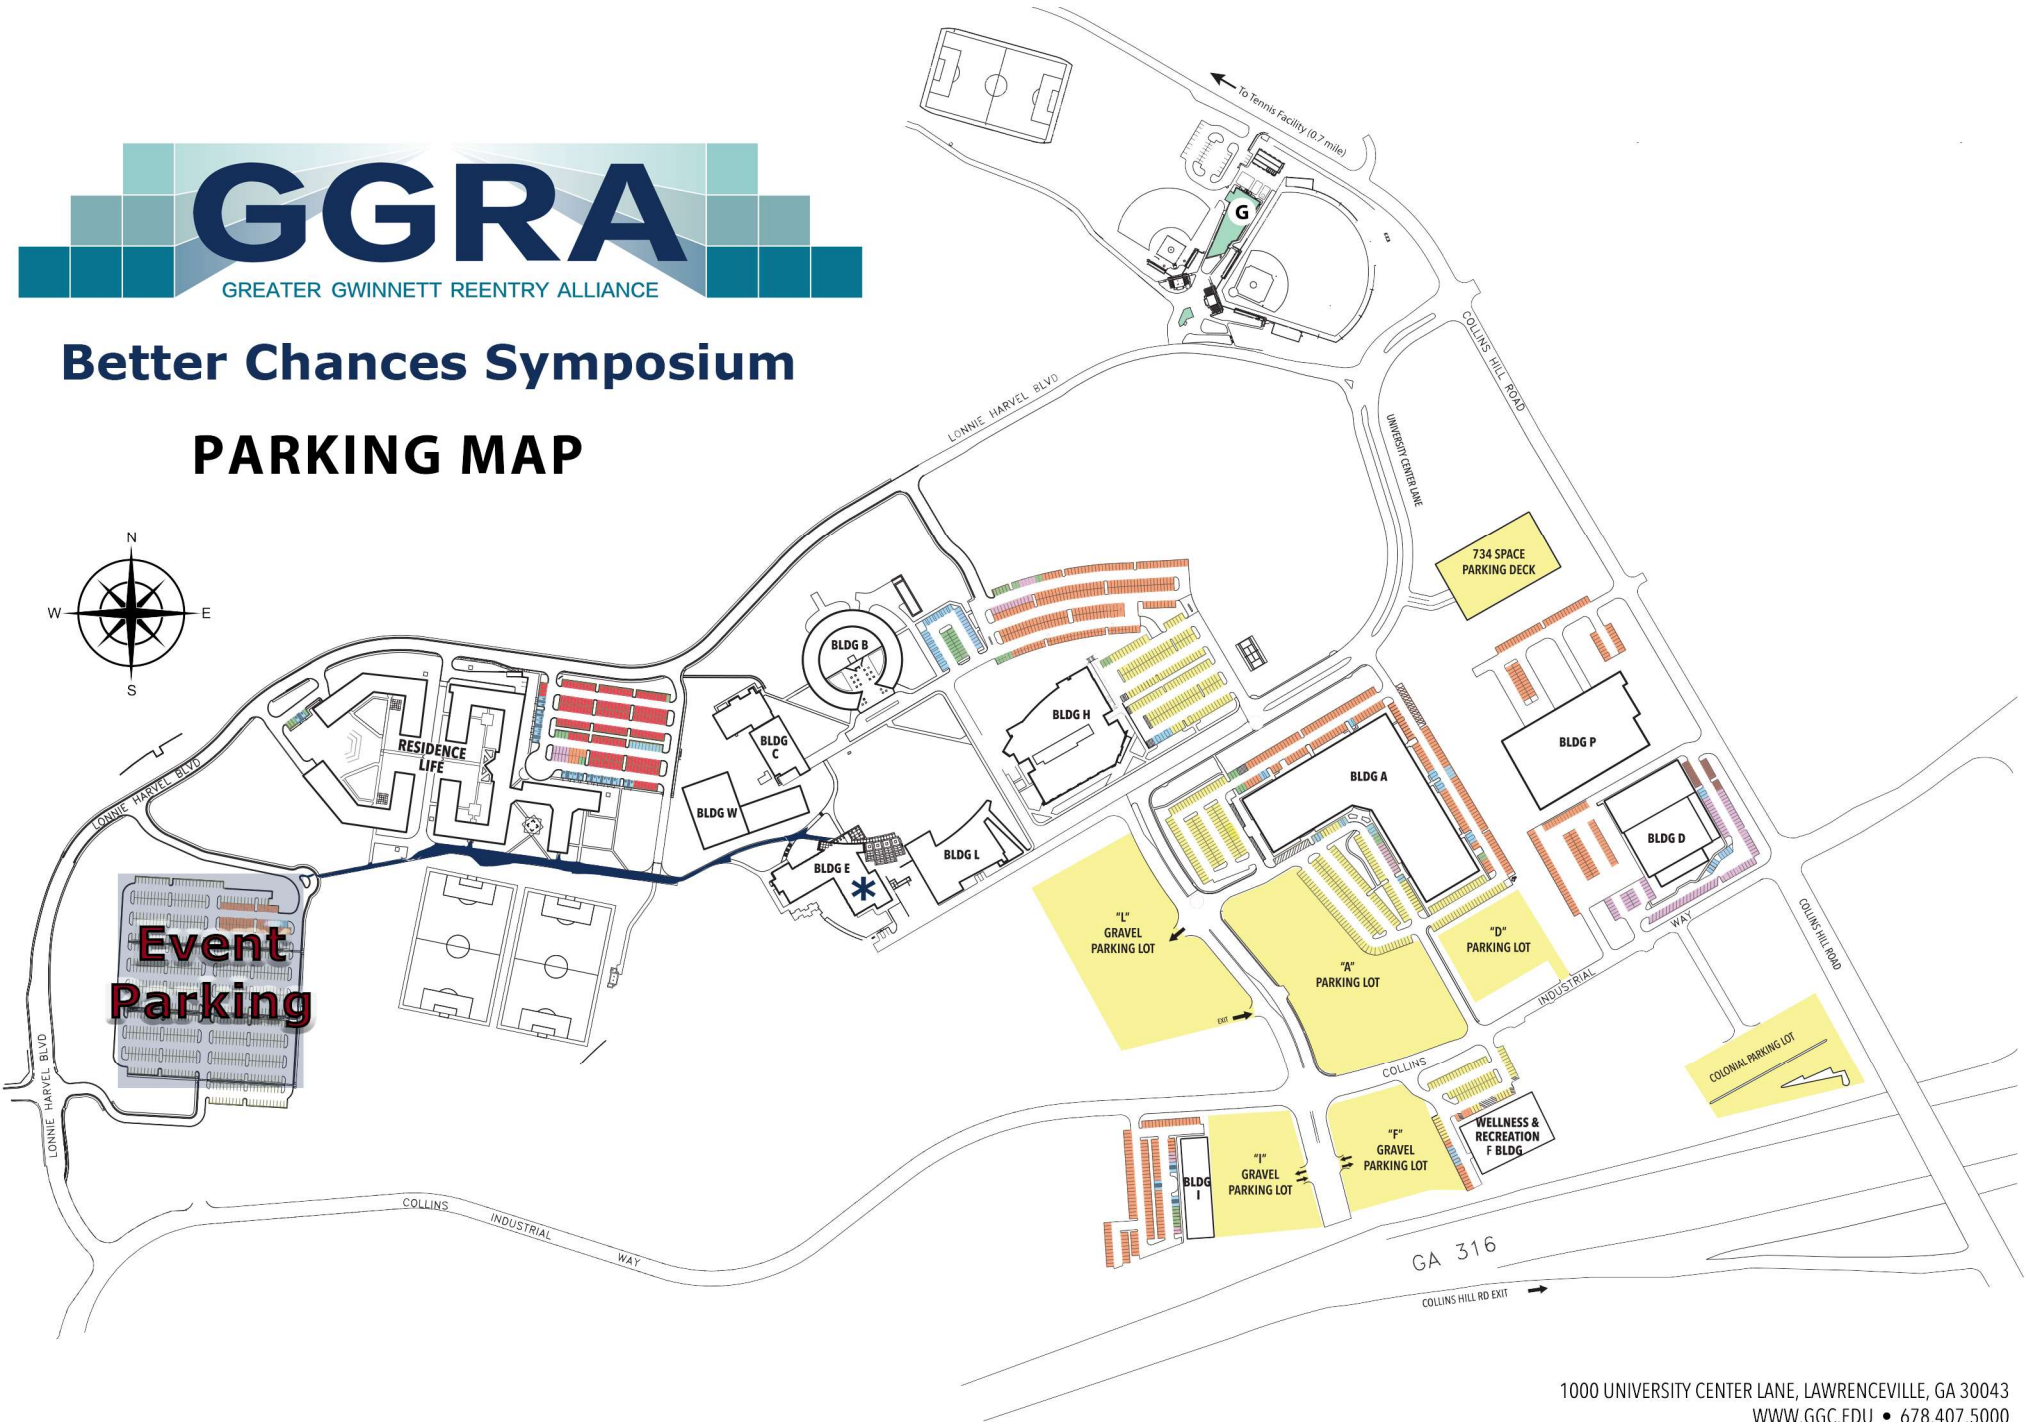 GGRA
GREATER GWINNETT REENTRY ALLIANCE
Better Chances Symposium
PARKING MAP
N
W
E
S
To Tennis Facility (0.7 mile)
G
COLLINS HILL ROAD
LONNIE HARVEL BLVD
UNIVERSITY CENTER LANE
734 SPACE
PARKING DECK
BLDG B
BLDG H
BLDG
C
BLDG W
BLDG A
BLDG P
BLDG D
RESIDENCE
LIFE
LONNIE HARVEL BLVD
BLDG E
*
BLDG L
"L"
GRAVEL
PARKING LOT
EXIT
"A"
PARKING LOT
"D"
PARKING LOT
WAY
INDUSTRIAL
COLLINS
COLLINS HILL ROAD
COLONIAL PARKING LOT
Event
Parking
LONNIE HARVEL BLVD
BLDG
I
"I"
GRAVEL
PARKING LOT
"F"
GRAVEL
PARKING LOT
WELLNESS &
RECREATION
F BLDG
COLLINS
INDUSTRIAL
WAY
GA 316
COLLINS HILL RD EXIT
1000 UNIVERSITY CENTER LANE, LAWRENCEVILLE, GA 30043
WWW.GGC.EDU • 678.407.5000